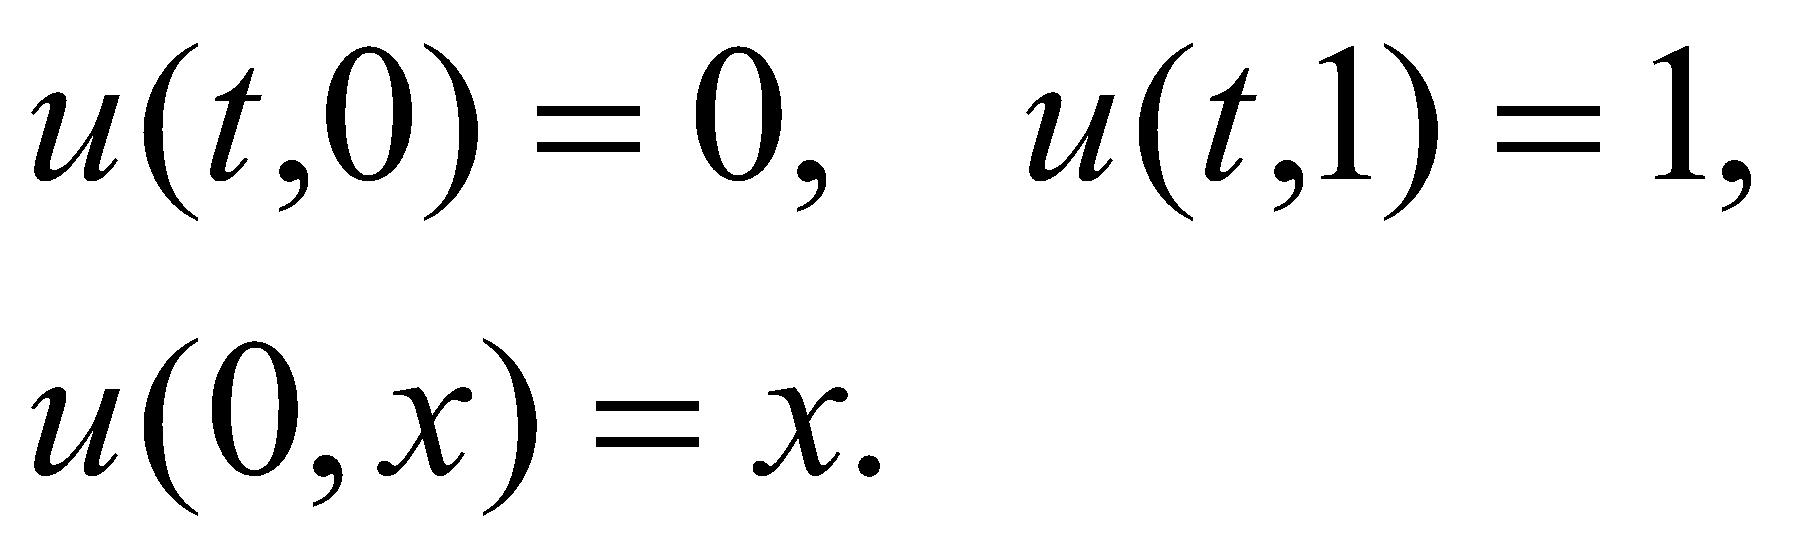 u(t,0) = 0, u(t,1) = 1,
u(0, x) = x.